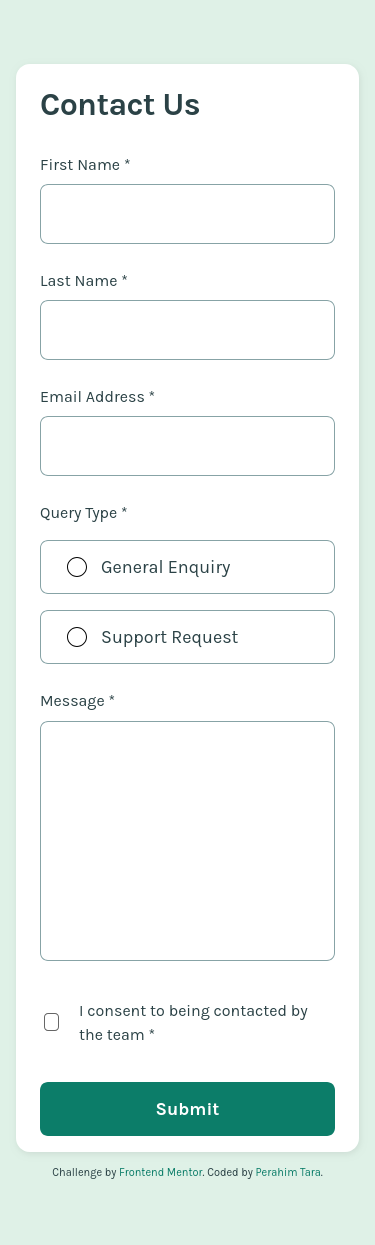 Contact Us
First Name *
Last Name *
Email Address *
Query Type *
General Enquiry
Support Request
Message *
I consent to being contacted by
the team *
Submit
Challenge by Frontend Mentor. Coded by Perahim Tara.